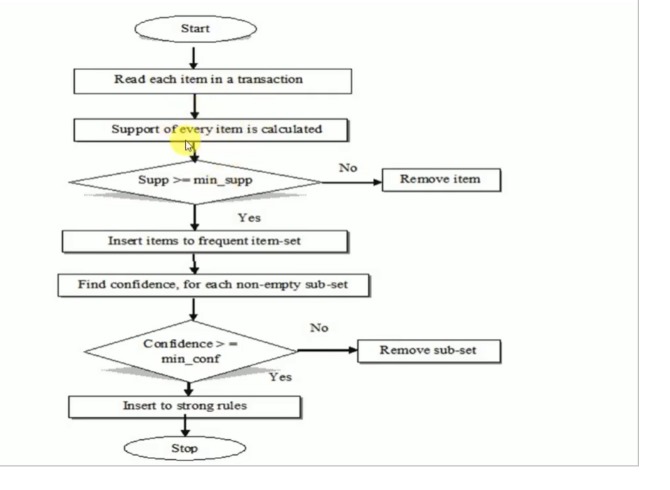 Start
Read each item in a transaction
Support of every item is calculated
Supp >= min_supp
No
Remove item
Yes
Insert items to frequent item-set
Find confidence, for each non-empty sub-set
No
Confidence > =
min_conf
Remove sub-set
Yes
Insert to strong rules
Stop